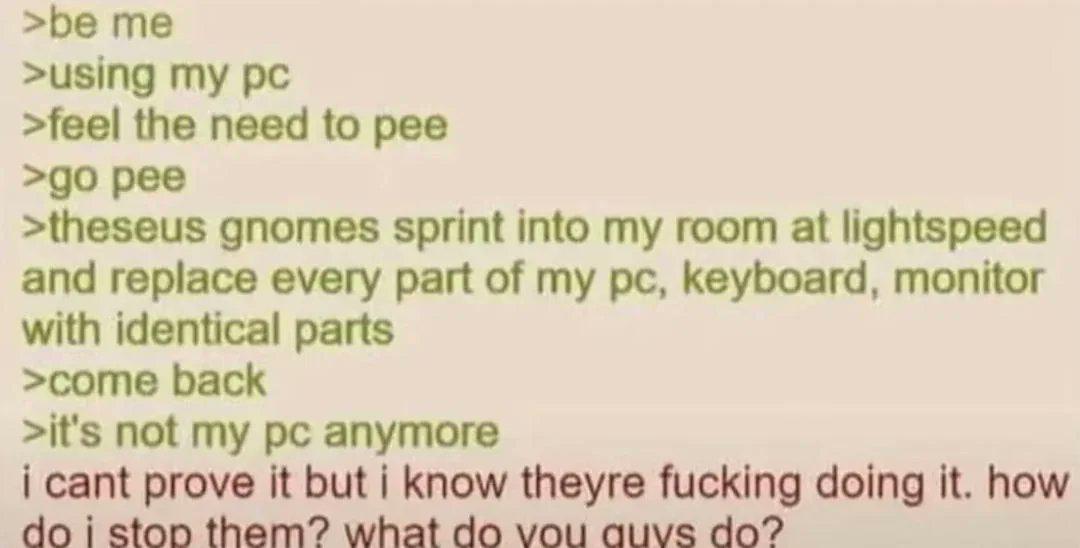 >be me
>using my pc
>feel the need to pee
>go pee
>theseus gnomes sprint into my room at lightspeed
and replace every part of my pc, keyboard, monitor
with identical parts
>come back
>it's not my pc anymore
i cant prove it but i know theyre fucking doing it. how
do i stop them? what do you guys do?